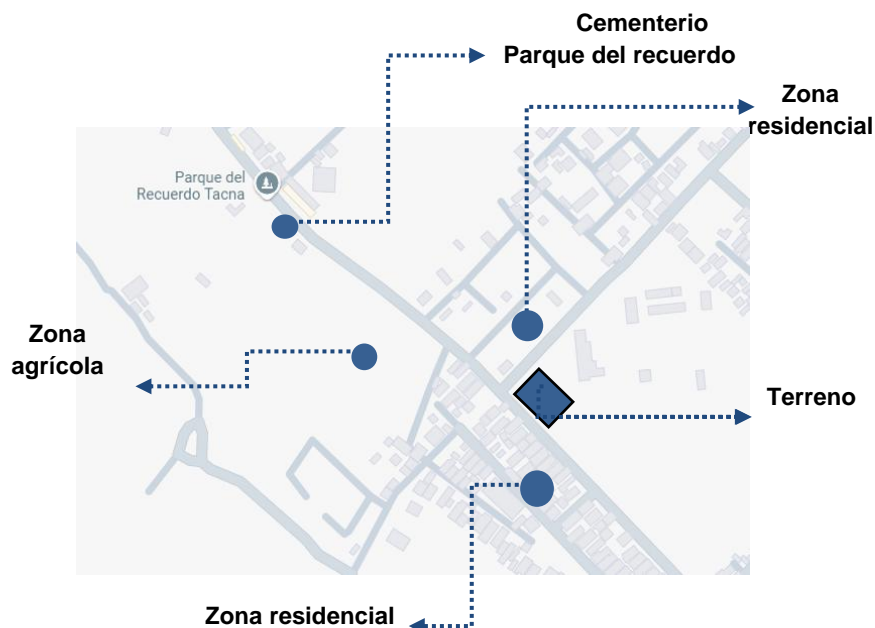 Cementerio
Parque del recuerdo
Zona
residencial
Parque del
Recuerdo Tacna
Zona
agrícola
Terreno
Zona residencial